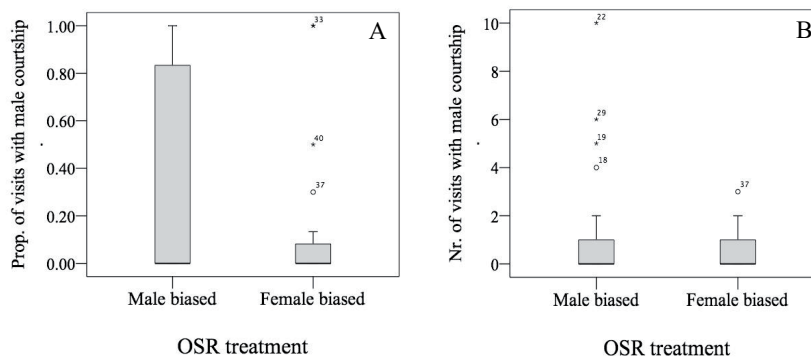 A
Prop. of visits with male courtship
1.00
0.80
0.60
0.40
0.20
0.00
33
40
37
Male biased
Female biased
OSR treatment
B
Nr. of visits with male courtship
10
8
6
4
2
0
22
29
19
18
37
Male biased
Female biased
OSR treatment